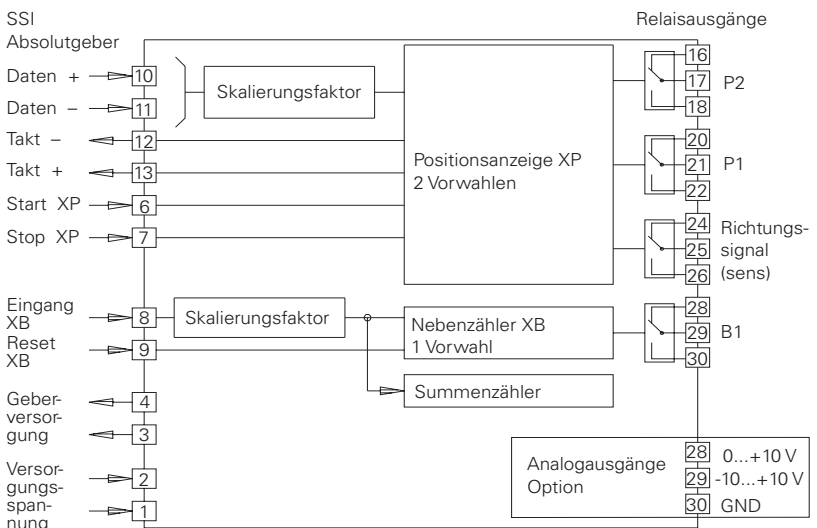 SSI
Absolutgeber
Relaisausgänge
Daten + 10
Daten – 11
Takt – 12
Takt + 13
Start XP 6
Stop XP 7
Skalierungsfaktor
Positionsanzeige XP
2 Vorwahlen
16
17 P2
18
20
21 P1
22
24
25
26
Richtungs-
signal
(sens)
Eingang
XB
8
Reset
XB
9
Skalierungsfaktor
Nebenzähler XB
1 Vorwahl
Summenzähler
28
29 B1
30
Geber-
versor-
gung
4
3
Versor-
gungs-
span-
nung
2
1
Analogausgänge
Option
28 0...+10 V
29 -10...+10 V
30 GND